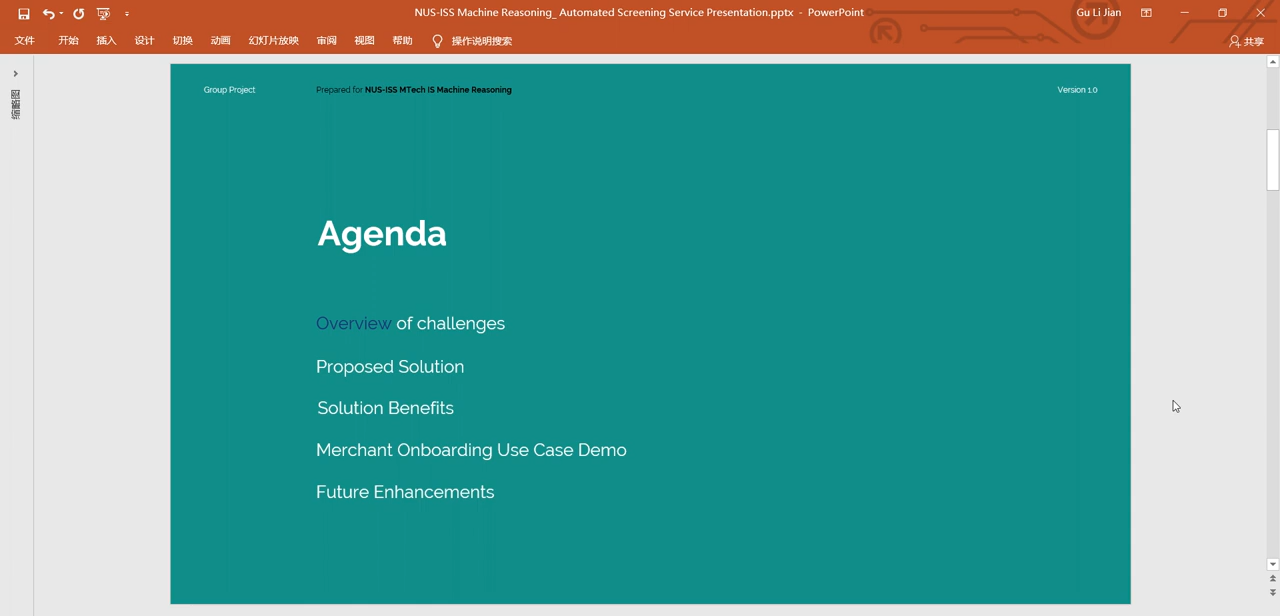 NUS-ISS Machine Reasoning_ Automated Screening Service Presentation.pptx - PowerPoint
Gu Li Jian
文件 开始 插入 设计 切换 动画 幻灯片放映 审阅 视图 帮助 操作说明搜索 共享
缩略图
Group Project
Prepared for NUS-ISS MTech IS Machine Reasoning
Version 1.0
Agenda
Overview of challenges
Proposed Solution
Solution Benefits
Merchant Onboarding Use Case Demo
Future Enhancements